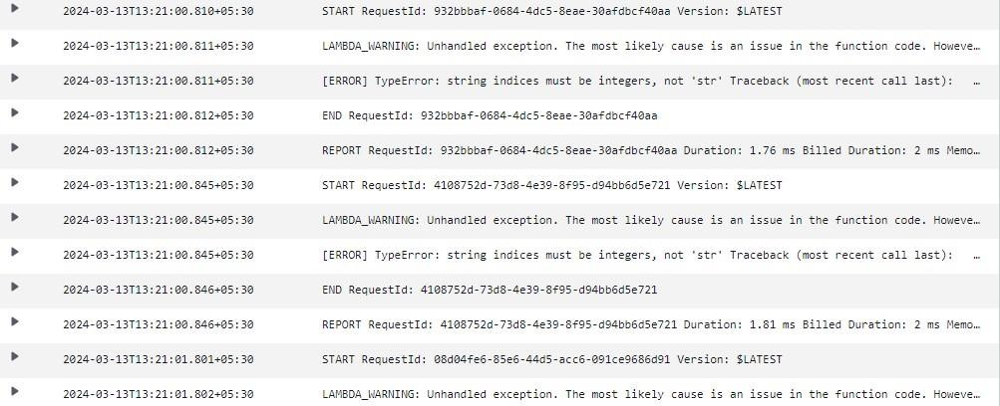 2024-03-13T13:21:00.810+05:30 START RequestId: 932bbbaf-0684-4dc5-8eae-30afdbcf40aa Version: $LATEST
2024-03-13T13:21:00.811+05:30 LAMBDA_WARNING: Unhandled exception. The most likely cause is an issue in the function code. Howeve…
2024-03-13T13:21:00.811+05:30 [ERROR] TypeError: string indices must be integers, not 'str' Traceback (most recent call last): …
2024-03-13T13:21:00.812+05:30 END RequestId: 932bbbaf-0684-4dc5-8eae-30afdbcf40aa
2024-03-13T13:21:00.812+05:30 REPORT RequestId: 932bbbaf-0684-4dc5-8eae-30afdbcf40aa Duration: 1.76 ms Billed Duration: 2 ms Memo…
2024-03-13T13:21:00.845+05:30 START RequestId: 4108752d-73d8-4e39-8f95-d94bb6d5e721 Version: $LATEST
2024-03-13T13:21:00.845+05:30 LAMBDA_WARNING: Unhandled exception. The most likely cause is an issue in the function code. Howeve…
2024-03-13T13:21:00.845+05:30 [ERROR] TypeError: string indices must be integers, not 'str' Traceback (most recent call last): …
2024-03-13T13:21:00.846+05:30 END RequestId: 4108752d-73d8-4e39-8f95-d94bb6d5e721
2024-03-13T13:21:00.846+05:30 REPORT RequestId: 4108752d-73d8-4e39-8f95-d94bb6d5e721 Duration: 1.81 ms Billed Duration: 2 ms Memo…
2024-03-13T13:21:01.801+05:30 START RequestId: 08d04fe6-85e6-44d5-acc6-091ce9686d91 Version: $LATEST
2024-03-13T13:21:01.802+05:30 LAMBDA_WARNING: Unhandled exception. The most likely cause is an issue in the function code. Howeve…